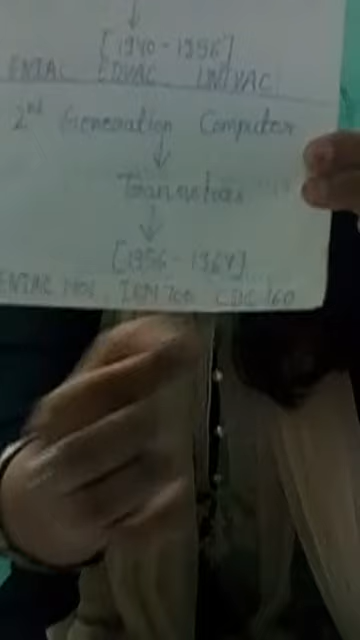 [1940-1956]
ENIAC EDVAC UNIVAC
2nd Generation Computer
Transistors
[1956-1964]
IBM 700 CDC 160